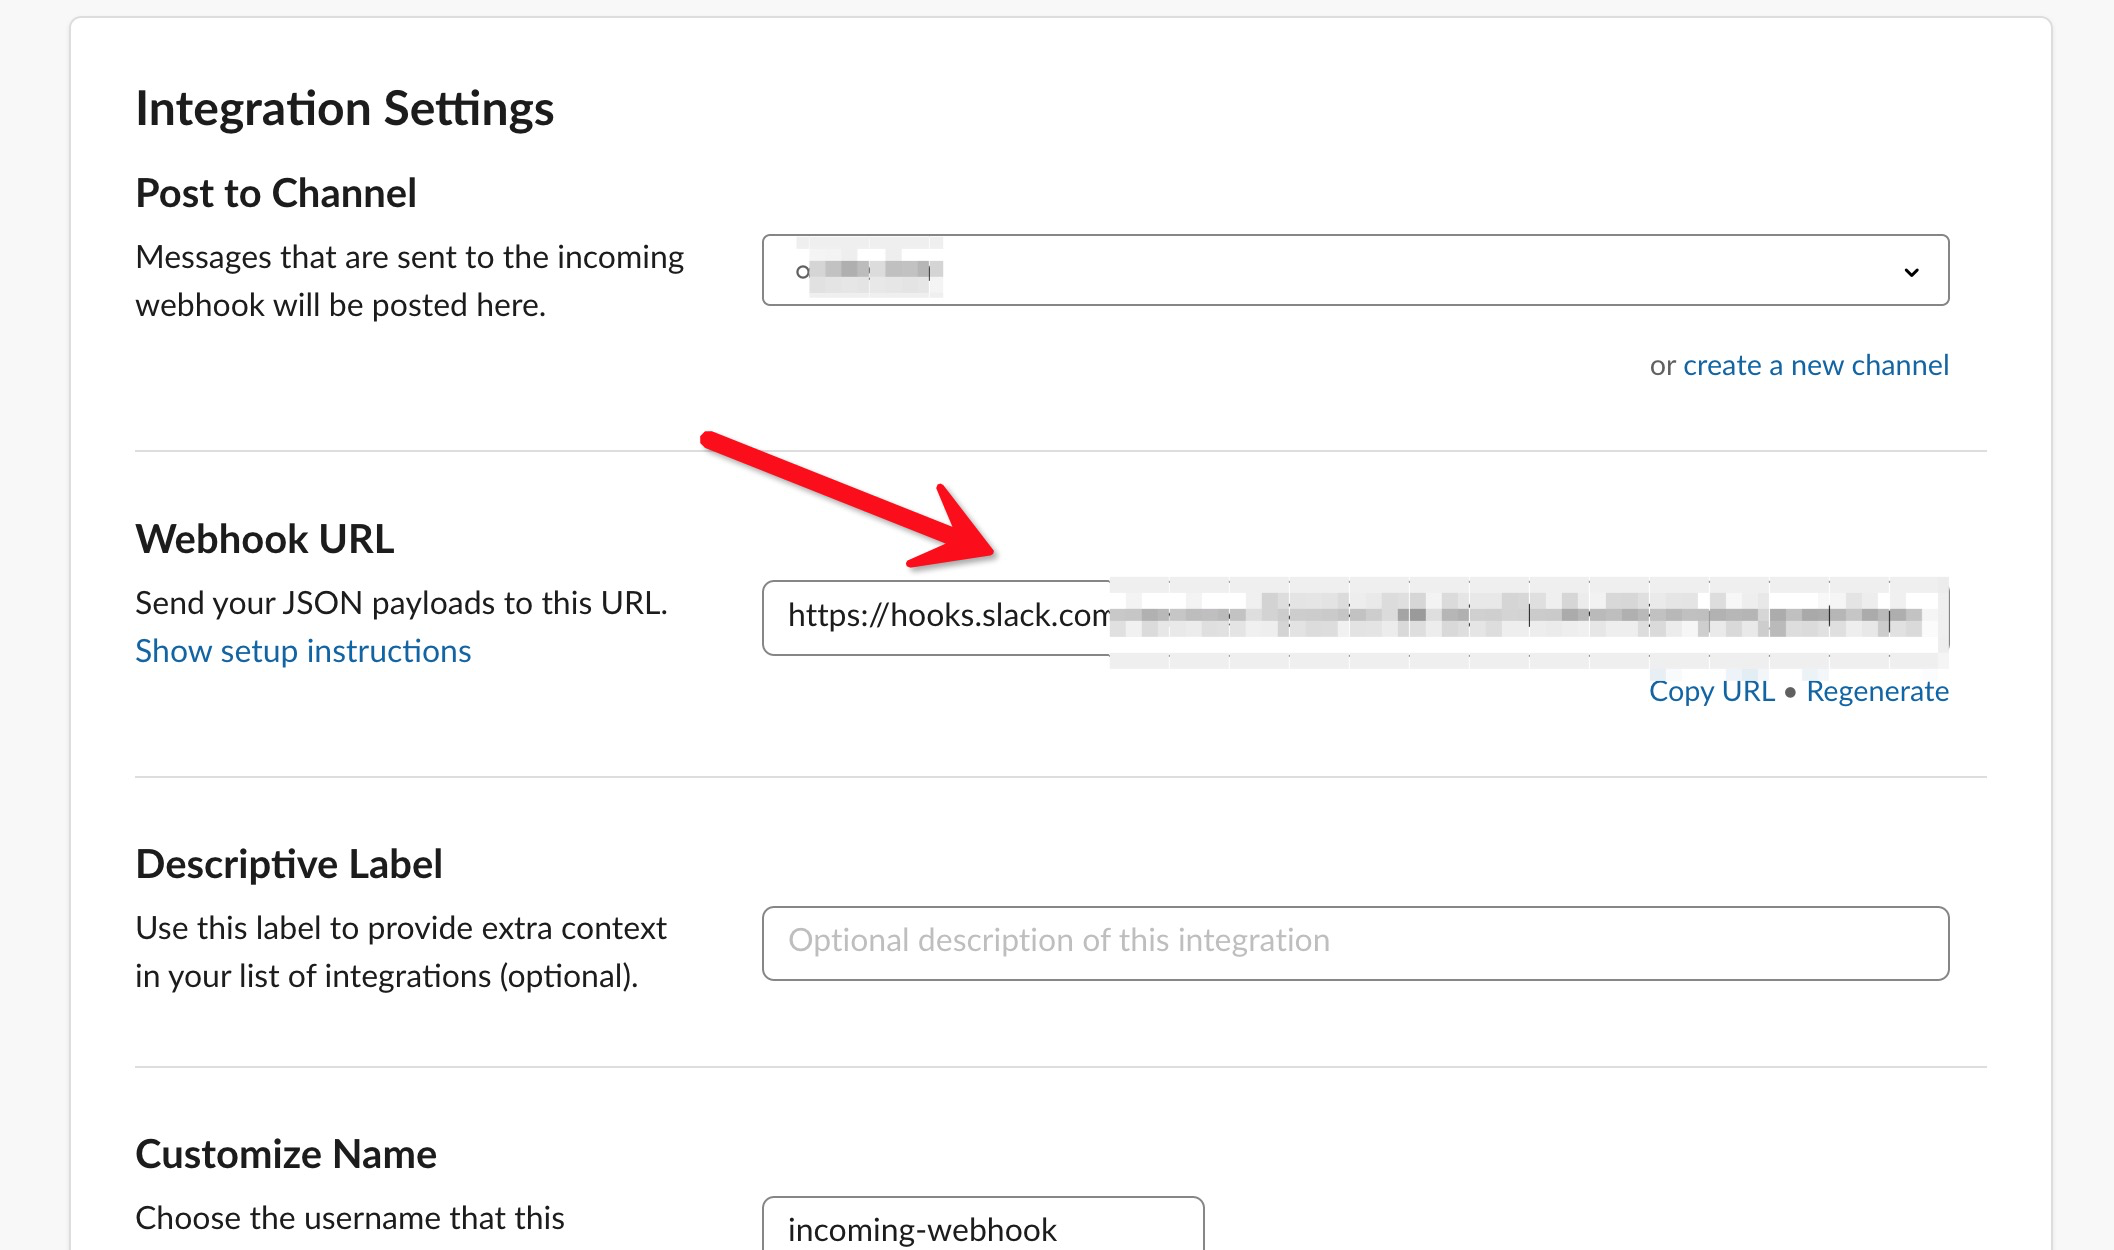 Integration Settings
Post to Channel
Messages that are sent to the incoming
webhook will be posted here.
or create a new channel
Webhook URL
Send your JSON payloads to this URL.
Show setup instructions
https://hooks.slack.com
Copy URL • Regenerate
Descriptive Label
Use this label to provide extra context
in your list of integrations (optional).
Optional description of this integration
Customize Name
Choose the username that this
incoming-webhook